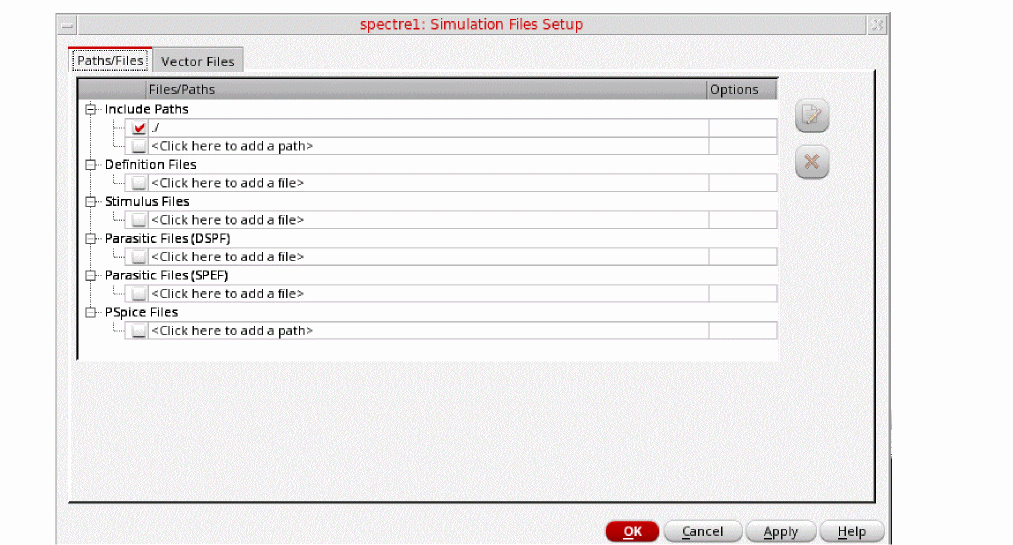 spectre1: Simulation Files Setup
Paths/Files Vector Files
Files/Paths Options
Include Paths
./
<Click here to add a path>
Definition Files
<Click here to add a file>
Stimulus Files
<Click here to add a file>
Parasitic Files (DSPF)
<Click here to add a file>
Parasitic Files (SPEF)
<Click here to add a file>
PSpice Files
<Click here to add a path>
OK Cancel Apply Help